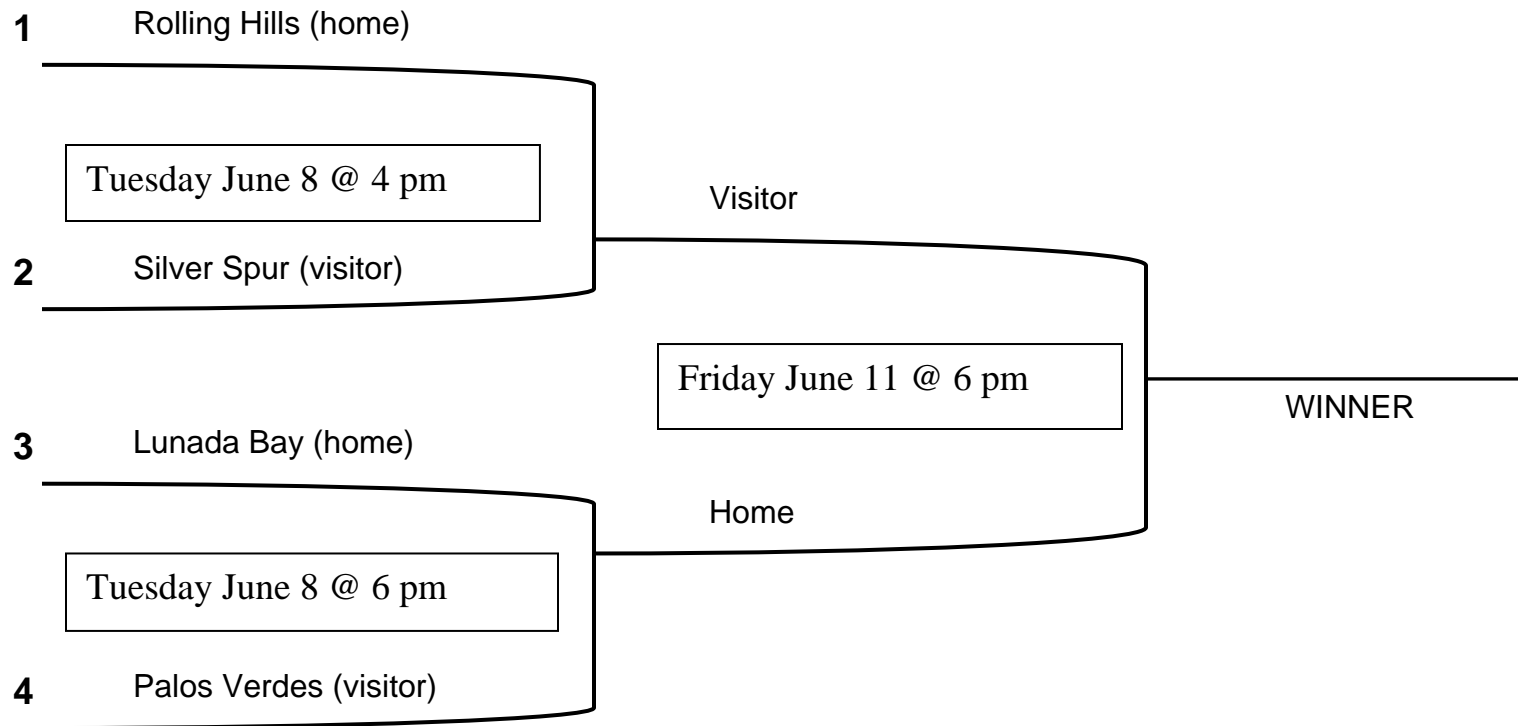 1 Rolling Hills (home)
Tuesday June 8 @ 4 pm
2 Silver Spur (visitor)
Visitor
Friday June 11 @ 6 pm
WINNER
3 Lunada Bay (home)
Home
Tuesday June 8 @ 6 pm
4 Palos Verdes (visitor)